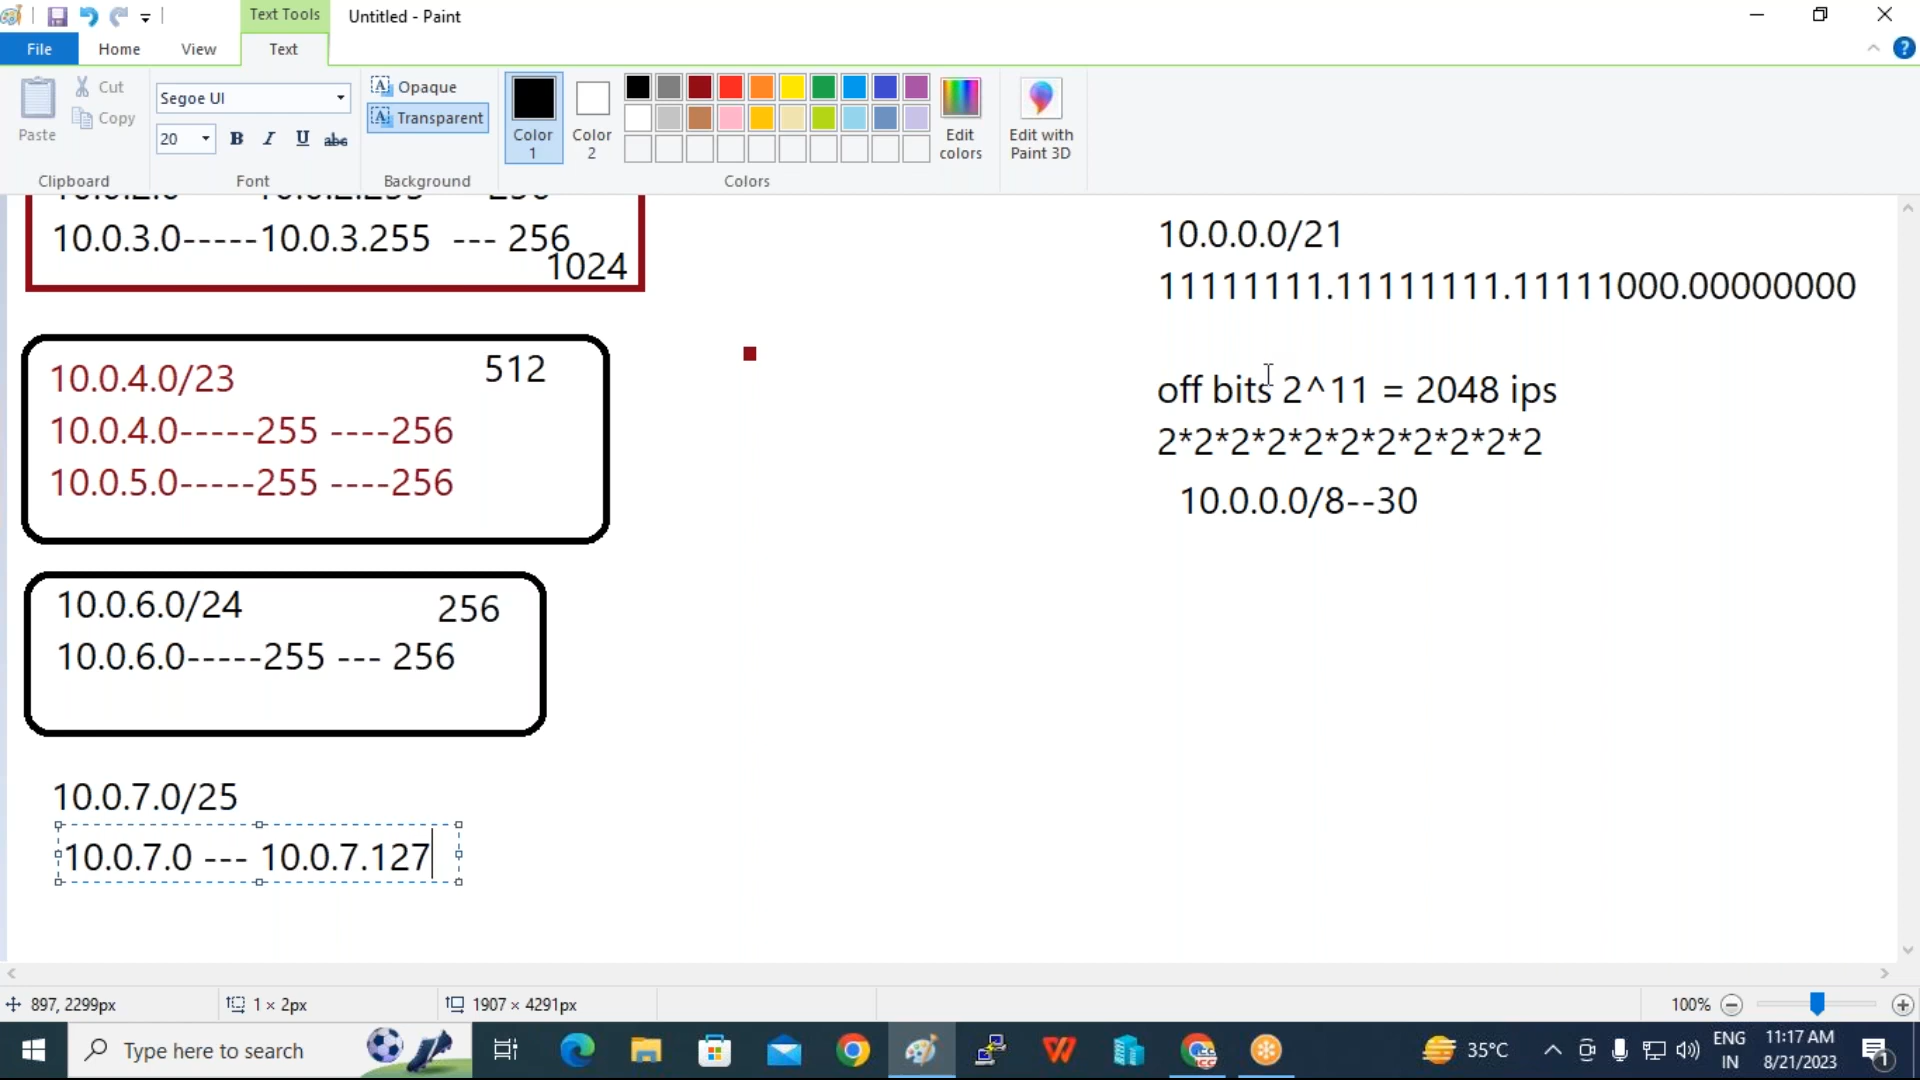 Text Tools
Untitled - Paint
File
Home
View
Text
Paste
Cut
Copy
Clipboard
Segoe UI
20
B I U abc
Font
Opaque
Transparent
Background
Color 1
Color 2
Edit colors
Edit with Paint 3D
Colors
10.0.3.0-----10.0.3.255 --- 256
1024
10.0.4.0/23
512
10.0.4.0-----255 ----256
10.0.5.0-----255 ----256
10.0.6.0/24
256
10.0.6.0-----255 --- 256
10.0.7.0/25
10.0.7.0 --- 10.0.7.127
10.0.0.0/21
11111111.11111111.11111000.00000000
off bits 2^11 = 2048 ips
2*2*2*2*2*2*2*2*2*2*2
10.0.0.0/8--30
897, 2299px
1 × 2px
1907 × 4291px
100%
Type here to search
35°C
ENG
IN
11:17 AM
8/21/2023
1